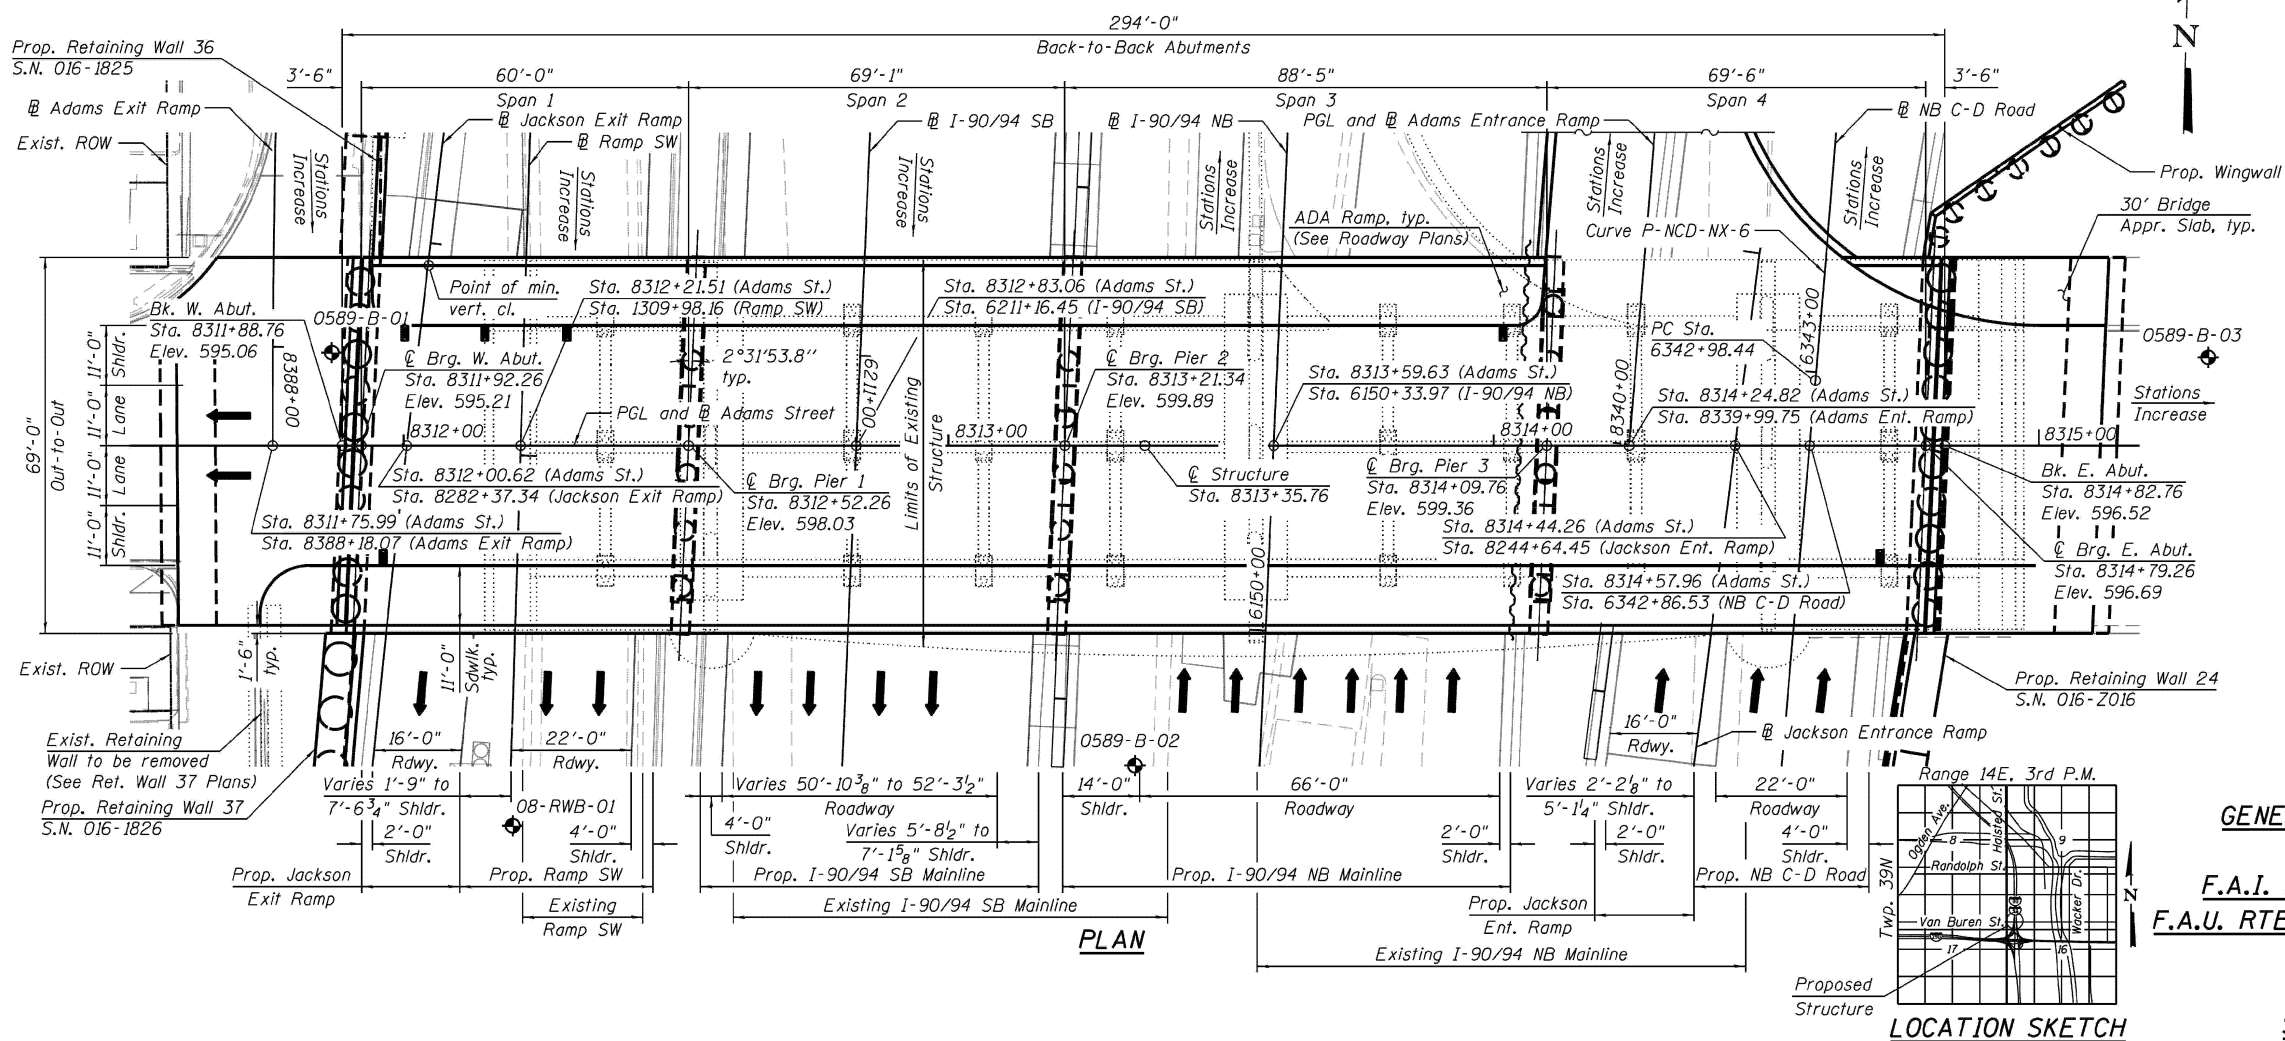 294'-0"
Back-to-Back Abutments
N
Prop. Retaining Wall 36
S.N. 016-1825
3'-6"
60'-0"
Span 1
69'-1"
Span 2
88'-5"
Span 3
69'-6"
Span 4
3'-6"
℄ Adams Exit Ramp
Exist. ROW
Stations
Increase
℄ Jackson Exit Ramp
℄ Ramp SW
Stations
Increase
℄ I-90/94 SB
Stations
Increase
℄ I-90/94 NB
Stations
Increase
PGL and ℄ Adams Entrance Ramp
Stations
Increase
℄ NB C-D Road
Stations
Increase
Prop. Wingwall
30' Bridge
Appr. Slab, typ.
ADA Ramp, typ.
(See Roadway Plans)
Curve P-NCD-NX-6
Point of min.
vert. cl.
Sta. 8312+21.51 (Adams St.)
Sta. 1309+98.16 (Ramp SW)
Sta. 8312+83.06 (Adams St.)
Sta. 6211+16.45 (I-90/94 SB)
Bk. W. Abut.
Sta. 8311+88.76
Elev. 595.06
0589-B-01
8388+00
℄ Brg. W. Abut.
Sta. 8311+92.26
Elev. 595.21
2°31'53.8''
typ.
6211+00
℄ Brg. Pier 2
Sta. 8313+21.34
Elev. 599.89
Sta. 8313+59.63 (Adams St.)
Sta. 6150+33.97 (I-90/94 NB)
PC Sta.
6342+98.44
6343+00
8340+00
Sta. 8314+24.82 (Adams St.)
Sta. 8339+99.75 (Adams Ent. Ramp)
0589-B-03
Stations
Increase
69'-0"
Out-to-Out
11'-0"
Shldr.
11'-0"
Lane
11'-0"
Lane
11'-0"
Shldr.
PGL and ℄ Adams Street
Limits of Existing
Structure
8312+00
8313+00
8314+00
8315+00
Sta. 8312+00.62 (Adams St.)
Sta. 8282+37.34 (Jackson Exit Ramp)
Sta. 8311+75.99 (Adams St.)
Sta. 8388+18.07 (Adams Exit Ramp)
℄ Brg. Pier 1
Sta. 8312+52.26
Elev. 598.03
℄ Structure
Sta. 8313+35.76
℄ Brg. Pier 3
Sta. 8314+09.76
Elev. 599.36
Sta. 8314+44.26 (Adams St.)
Sta. 8244+64.45 (Jackson Ent. Ramp)
Sta. 8314+57.96 (Adams St.)
Sta. 6342+86.53 (NB C-D Road)
Bk. E. Abut.
Sta. 8314+82.76
Elev. 596.52
℄ Brg. E. Abut.
Sta. 8314+79.26
Elev. 596.69
6150+00
Exist. ROW
1'-6"
typ.
11'-0"
Sdwlk.
typ.
Prop. Retaining Wall 24
S.N. 016-Z016
Exist. Retaining
Wall to be removed
(See Ret. Wall 37 Plans)
Prop. Retaining Wall 37
S.N. 016-1826
16'-0"
Rdwy.
22'-0"
Rdwy.
0589-B-02
16'-0"
Rdwy.
℄ Jackson Entrance Ramp
Varies 1'-9" to
7'-6¾" Shldr.
08-RWB-01
2'-0"
Shldr.
4'-0"
Shldr.
4'-0"
Shldr.
Varies 50'-10⅜" to 52'-3½"
Roadway
Varies 5'-8½" to
7'-1⅝" Shldr.
14'-0"
Shldr.
66'-0"
Roadway
2'-0"
Shldr.
Varies 2'-2⅛" to
5'-1¼" Shldr.
2'-0"
Shldr.
22'-0"
Roadway
4'-0"
Shldr.
Prop. Jackson
Exit Ramp
Prop. Ramp SW
Existing
Ramp SW
Prop. I-90/94 SB Mainline
Existing I-90/94 SB Mainline
Prop. I-90/94 NB Mainline
Prop. Jackson
Ent. Ramp
Prop. NB C-D Road
Existing I-90/94 NB Mainline
PLAN
Range 14E, 3rd P.M.
Twp. 39N
Ogden Ave.
Halsted St.
8
9
Randolph St.
Wacker Dr.
Van Buren St.
17
16
N
Proposed
Structure
LOCATION SKETCH
GENE
F.A.I.
F.A.U. RTE